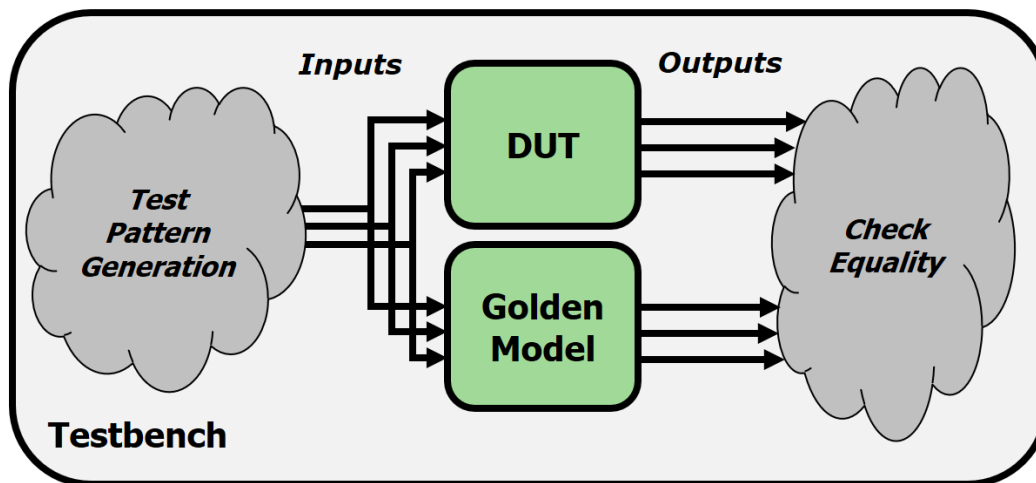 Inputs
Outputs
DUT
Test
Pattern
Generation
Check
Equality
Golden
Model
Testbench